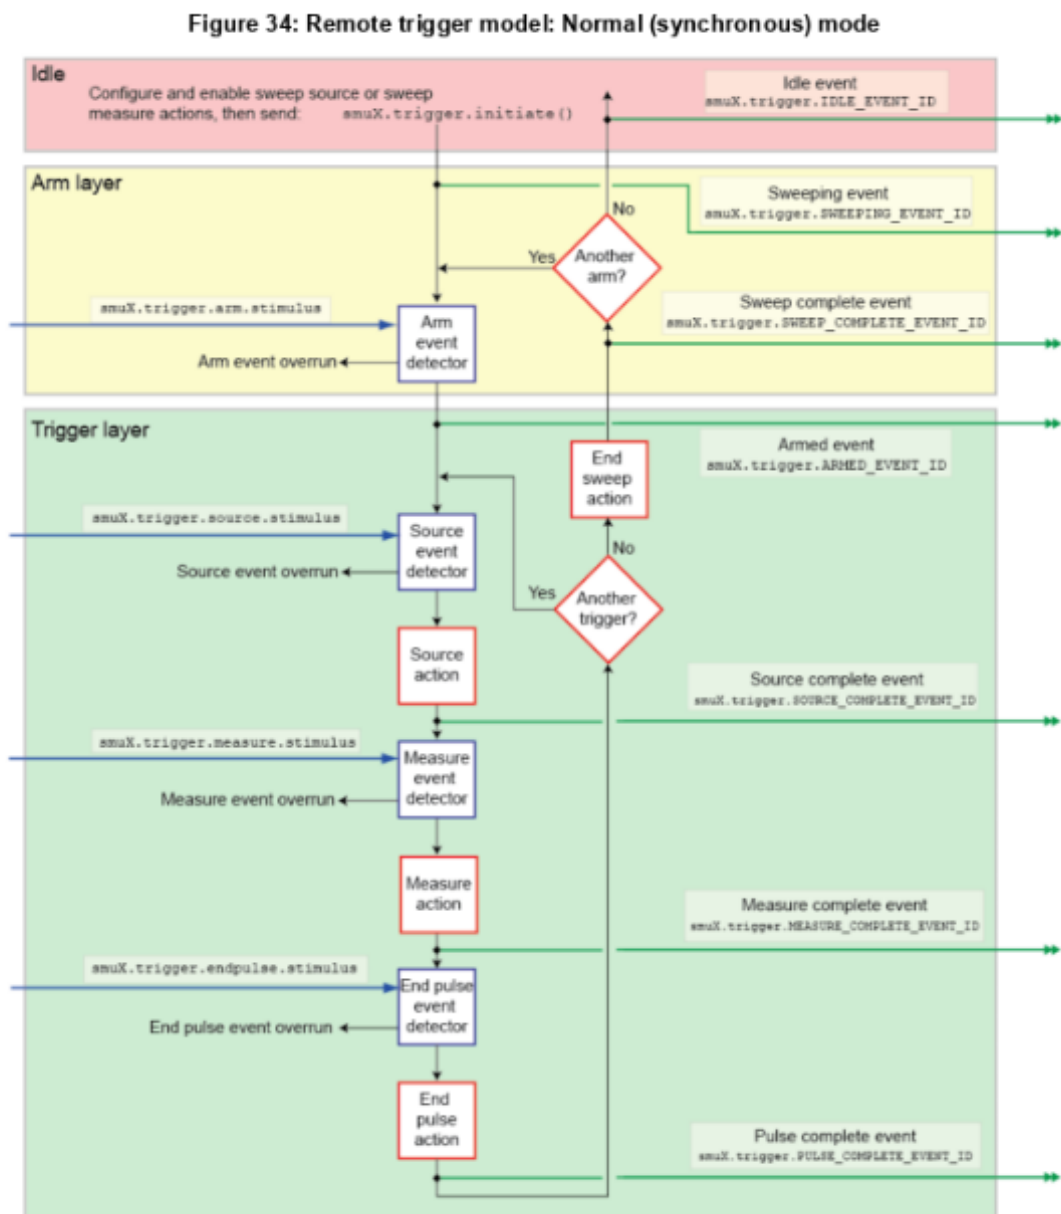 Figure 34: Remote trigger model: Normal (synchronous) mode
Idle
Configure and enable sweep source or sweep
measure actions, then send: smuX.trigger.initiate()
Idle event
smuX.trigger.IDLE_EVENT_ID
Arm layer
Sweeping event
smuX.trigger.SWEEPING_EVENT_ID
No
Yes
Another
arm?
smuX.trigger.arm.stimulus
Arm
event
detector
Arm event overrun
Sweep complete event
smuX.trigger.SWEEP_COMPLETE_EVENT_ID
Trigger layer
Armed event
smuX.trigger.ARMED_EVENT_ID
End
sweep
action
smuX.trigger.source.stimulus
Source
event
detector
Source event overrun
No
Yes
Another
trigger?
Source
action
Source complete event
smuX.trigger.SOURCE_COMPLETE_EVENT_ID
smuX.trigger.measure.stimulus
Measure
event
detector
Measure event overrun
Measure
action
Measure complete event
smuX.trigger.MEASURE_COMPLETE_EVENT_ID
smuX.trigger.endpulse.stimulus
End pulse
event
detector
End pulse event overrun
End
pulse
action
Pulse complete event
smuX.trigger.PULSE_COMPLETE_EVENT_ID